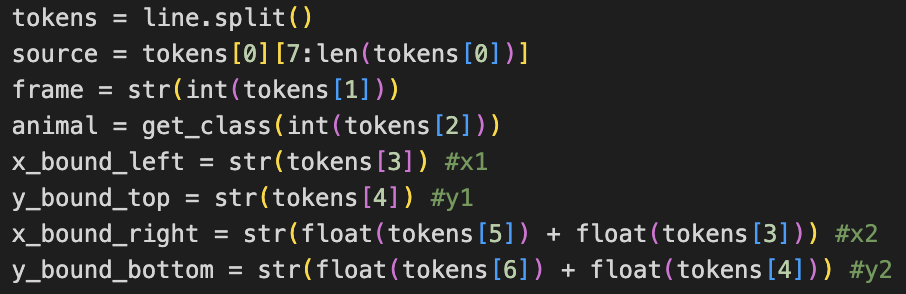 tokens = line.split()
source = tokens[0][7:len(tokens[0])]
frame = str(int(tokens[1]))
animal = get_class(int(tokens[2]))
x_bound_left = str(tokens[3]) #x1
y_bound_top = str(tokens[4]) #y1
x_bound_right = str(float(tokens[5]) + float(tokens[3])) #x2
y_bound_bottom = str(float(tokens[6]) + float(tokens[4])) #y2